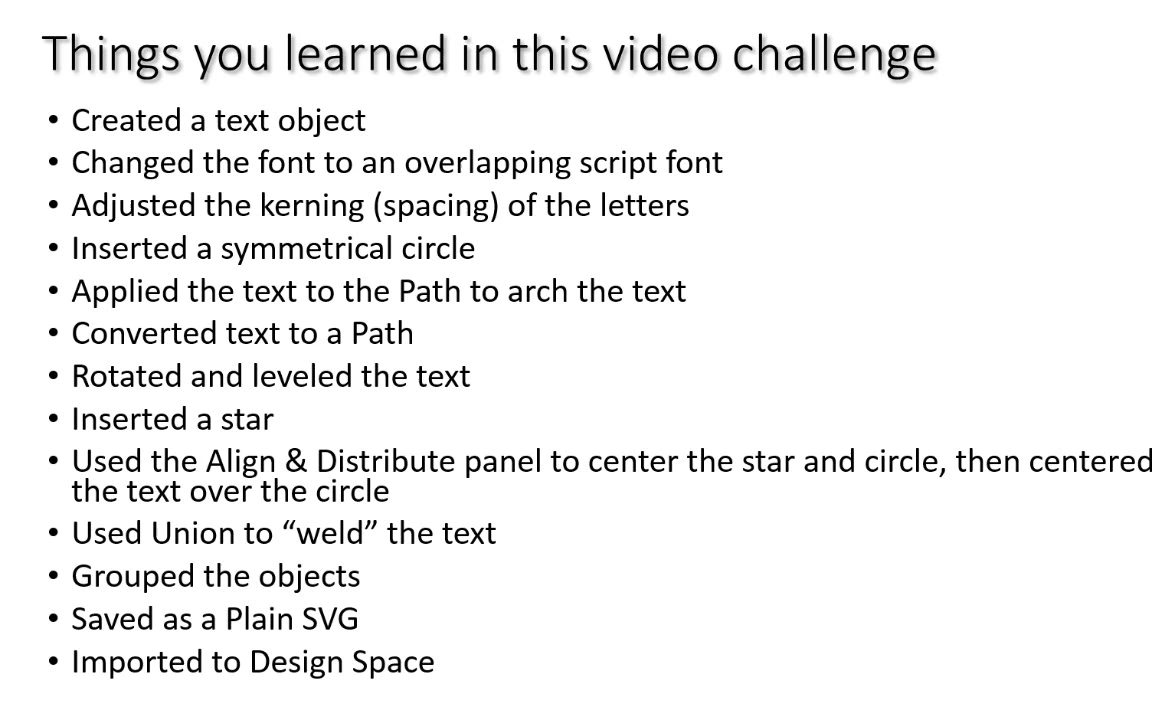 Things you learned in this video challenge
• Created a text object
• Changed the font to an overlapping script font
• Adjusted the kerning (spacing) of the letters
• Inserted a symmetrical circle
• Applied the text to the Path to arch the text
• Converted text to a Path
• Rotated and leveled the text
• Inserted a star
• Used the Align & Distribute panel to center the star and circle, then centered
the text over the circle
• Used Union to “weld” the text
• Grouped the objects
• Saved as a Plain SVG
• Imported to Design Space